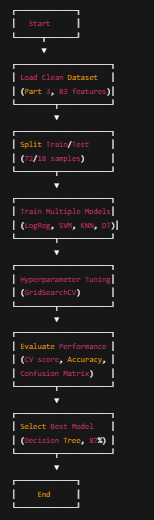 Start
Load Clean Dataset
(Part 3, 83 features)
Split Train/Test
(72/18 samples)
Train Multiple Models
(LogReg, SVM, KNN, DT)
Hyperparameter Tuning
(GridSearchCV)
Evaluate Performance
(CV score, Accuracy,
Confusion Matrix)
Select Best Model
(Decision Tree, 87%)
End